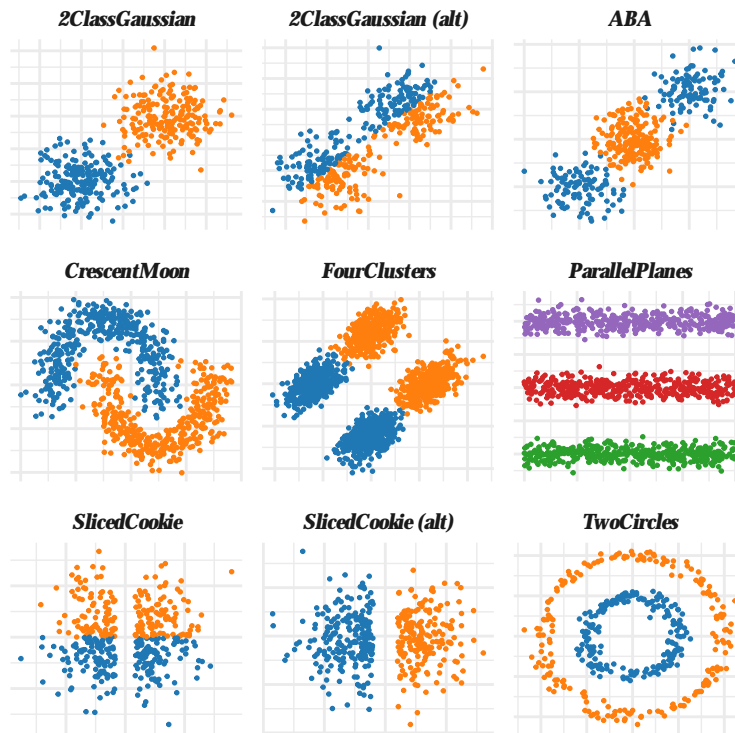 2ClassGaussian
2ClassGaussian (alt)
ABA
CrescentMoon
FourClusters
ParallelPlanes
SlicedCookie
SlicedCookie (alt)
TwoCircles